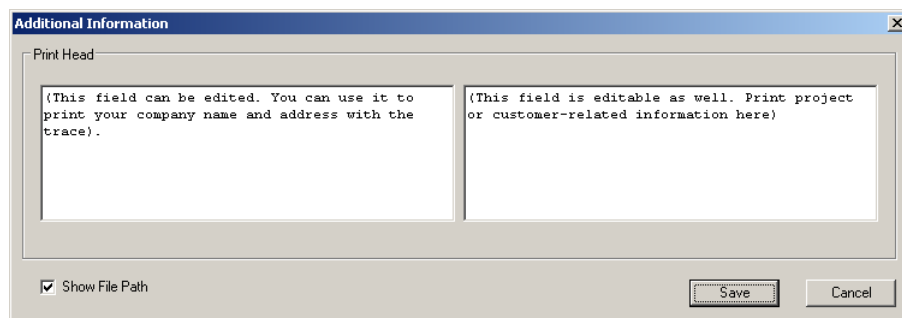 Additional Information
Print Head
(This field can be edited. You can use it to
print your company name and address with the
trace).
(This field is editable as well. Print project
or customer-related information here)
Show File Path
Save
Cancel